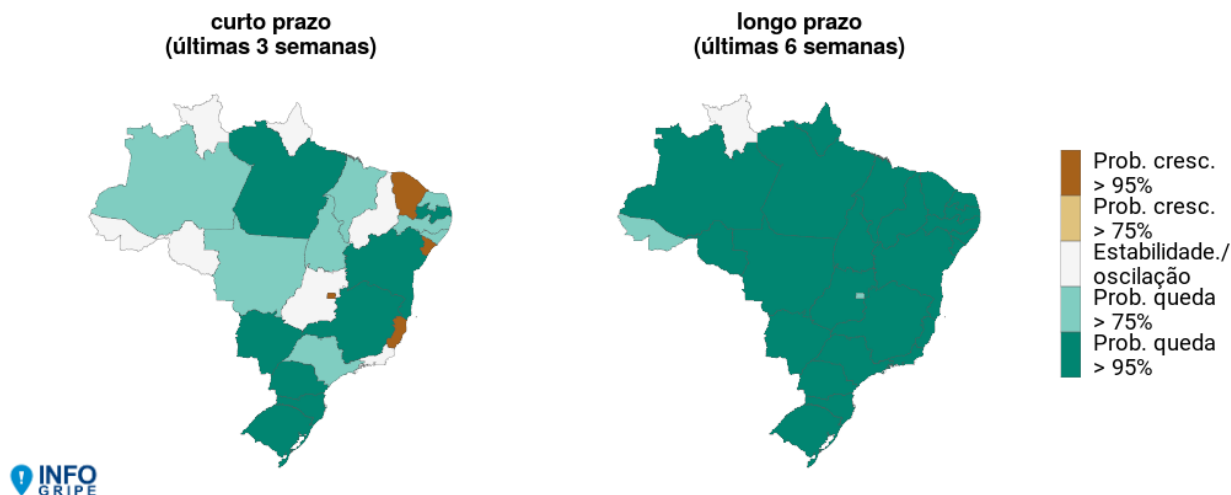 curto prazo
(últimas 3 semanas)
longo prazo
(últimas 6 semanas)
Prob. cresc.
> 95%
Prob. cresc.
> 75%
Estabilidade./
oscilação
Prob. queda
> 75%
Prob. queda
> 95%
INFO
GRIPE